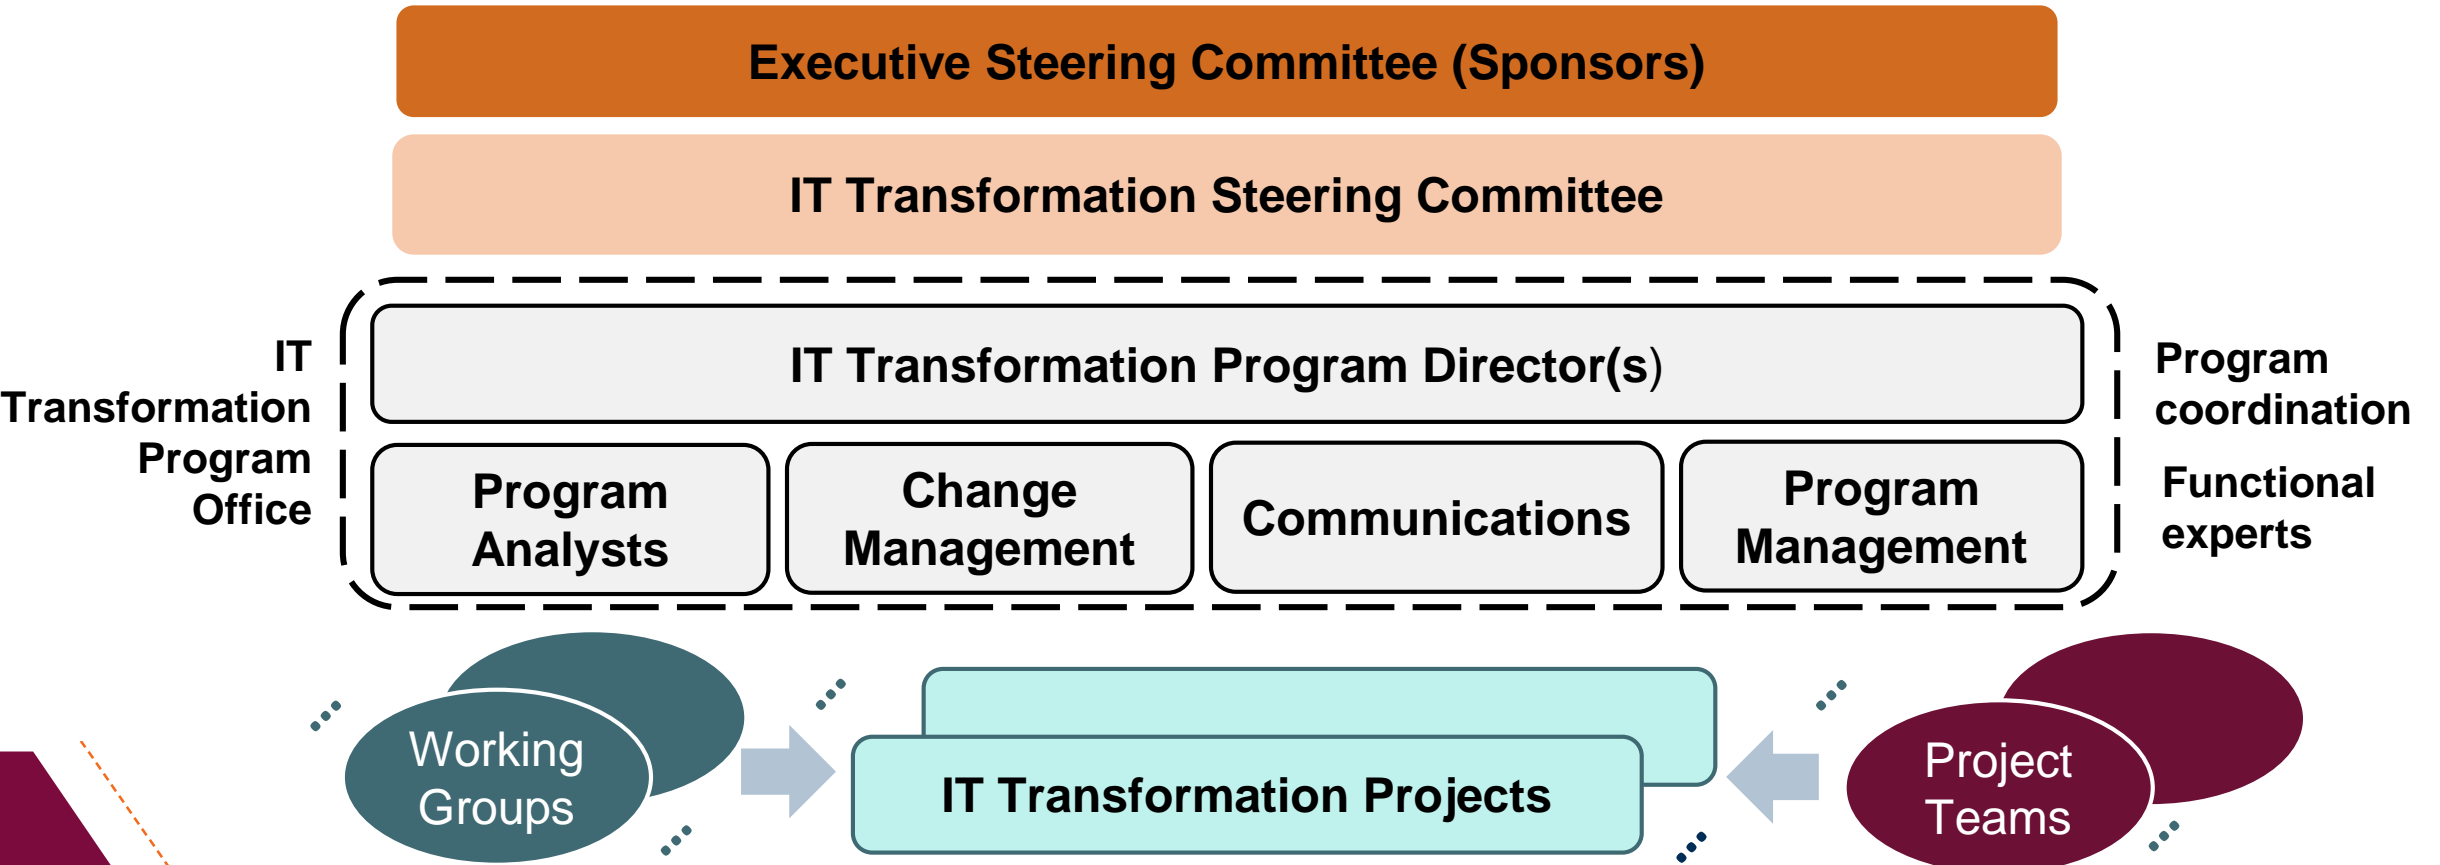 Executive Steering Committee (Sponsors)
IT Transformation Steering Committee
IT
Transformation
Program
Office
IT Transformation Program Director(s)
Program
coordination
Program
Analysts
Change
Management
Communications
Program
Management
Functional
experts
Working
Groups
IT Transformation Projects
Project
Teams